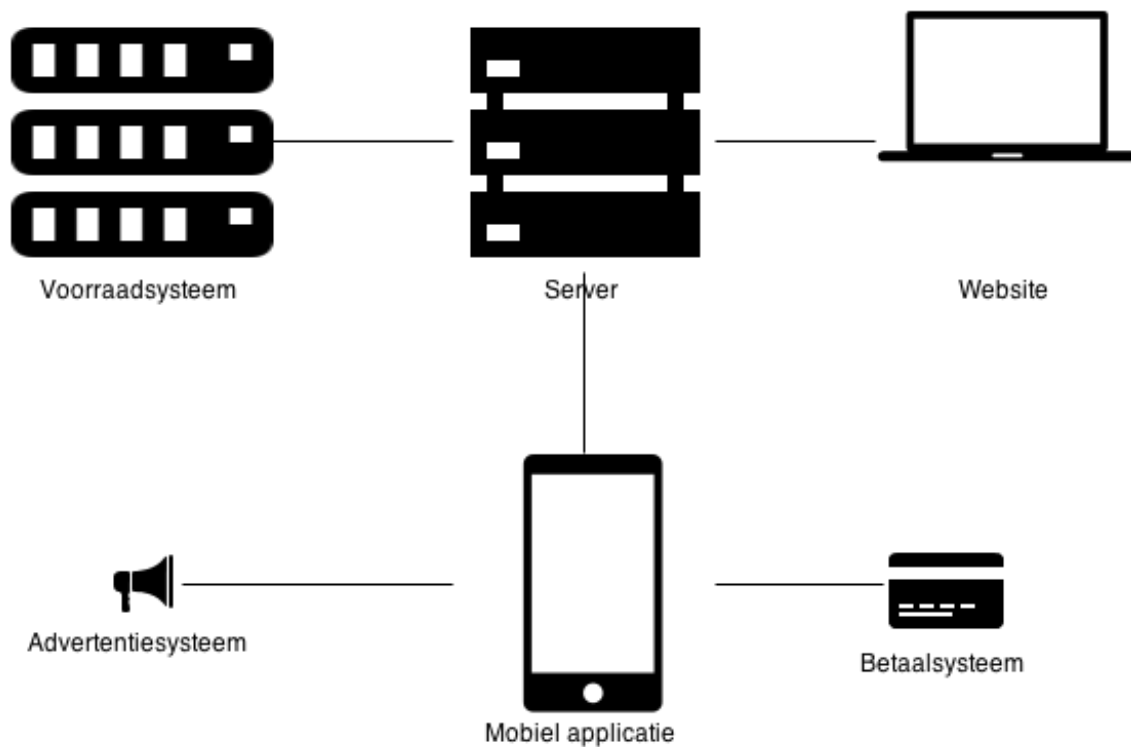 Voorraadsysteem
Server
Website
Advertentiesysteem
Betaalsysteem
Mobiel applicatie